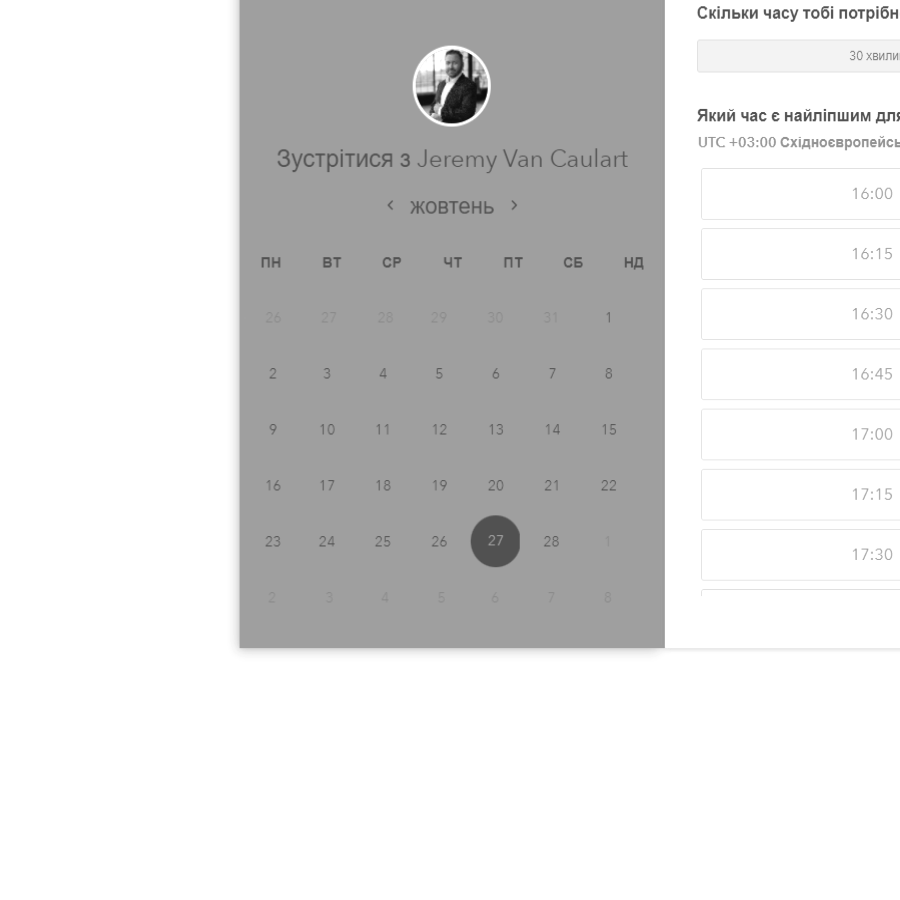 Зустрітися з Jeremy Van Caulart
жовтень
ПН ВТ СР ЧТ ПТ СБ НД
26 27 28 29 30 31 1
2 3 4 5 6 7 8
9 10 11 12 13 14 15
16 17 18 19 20 21 22
23 24 25 26 27 28 1
2 3 4 5 6 7 8
Скільки часу тобі потрібн
30 хвили
Який час є найліпшим для
UTC +03:00 Східноєвропейсь
16:00
16:15
16:30
16:45
17:00
17:15
17:30